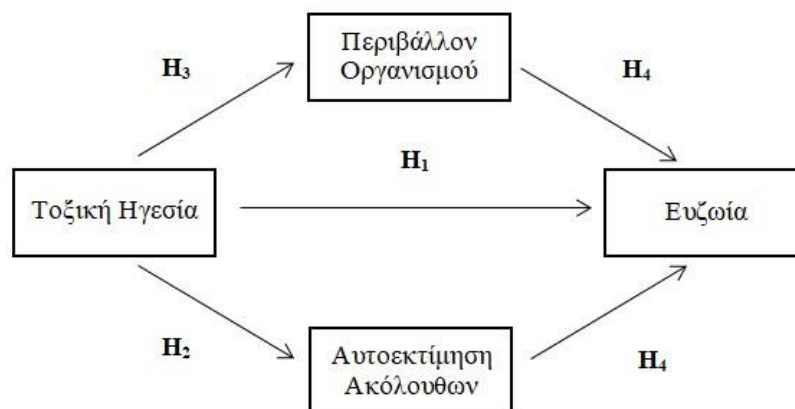 Περιβάλλον
Οργανισμού
H₃
H₄
H₁
Τοξική Ηγεσία
Ευζωία
H₂
Αυτοεκτίμηση
Ακόλουθων
H₄